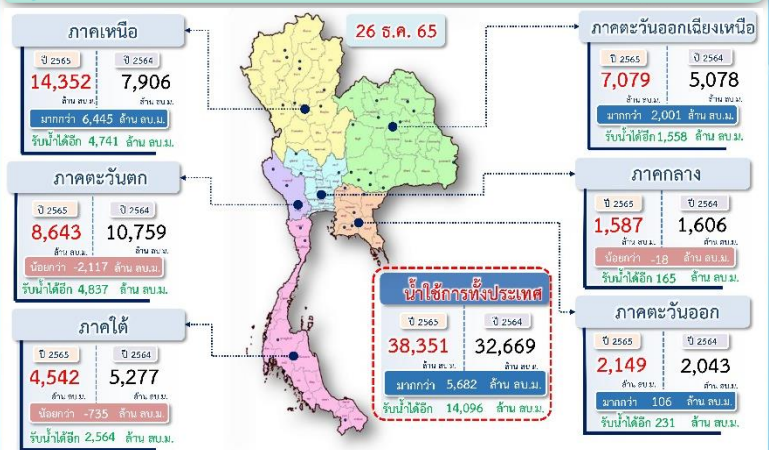 26 ธ.ค. 65
ภาคเหนือ
ปี 2565 ปี 2564
14,352 7,906
ล้าน ลบ.ม. ล้าน ลบ.ม.
มากกว่า 6,445 ล้าน ลบ.ม.
รับน้ำได้อีก 4,741 ล้าน ลบ.ม.
ภาคตะวันตก
ปี 2565 ปี 2564
8,643 10,759
ล้าน ลบ.ม. ล้าน ลบ.ม.
น้อยกว่า -2,117 ล้าน ลบ.ม.
รับน้ำได้อีก 4,837 ล้าน ลบ.ม.
ภาคใต้
ปี 2565 ปี 2564
4,542 5,277
ล้าน ลบ.ม. ล้าน ลบ.ม.
น้อยกว่า -735 ล้าน ลบ.ม.
รับน้ำได้อีก 2,564 ล้าน ลบ.ม.
น้ำใช้การทั้งประเทศ
ปี 2565 ปี 2564
38,351 32,669
ล้าน ลบ.ม. ล้าน ลบ.ม.
มากกว่า 5,682 ล้าน ลบ.ม.
รับน้ำได้อีก 14,096 ล้าน ลบ.ม.
ภาคตะวันออกเฉียงเหนือ
ปี 2565 ปี 2564
7,079 5,078
ล้าน ลบ.ม. ล้าน ลบ.ม.
มากกว่า 2,001 ล้าน ลบ.ม.
รับน้ำได้อีก 1,558 ล้าน ลบ.ม.
ภาคกลาง
ปี 2565 ปี 2564
1,587 1,606
ล้าน ลบ.ม. ล้าน ลบ.ม.
น้อยกว่า -18 ล้าน ลบ.ม.
รับน้ำได้อีก 165 ล้าน ลบ.ม.
ภาคตะวันออก
ปี 2565 ปี 2564
2,149 2,043
ล้าน ลบ.ม. ล้าน ลบ.ม.
มากกว่า 106 ล้าน ลบ.ม.
รับน้ำได้อีก 231 ล้าน ลบ.ม.